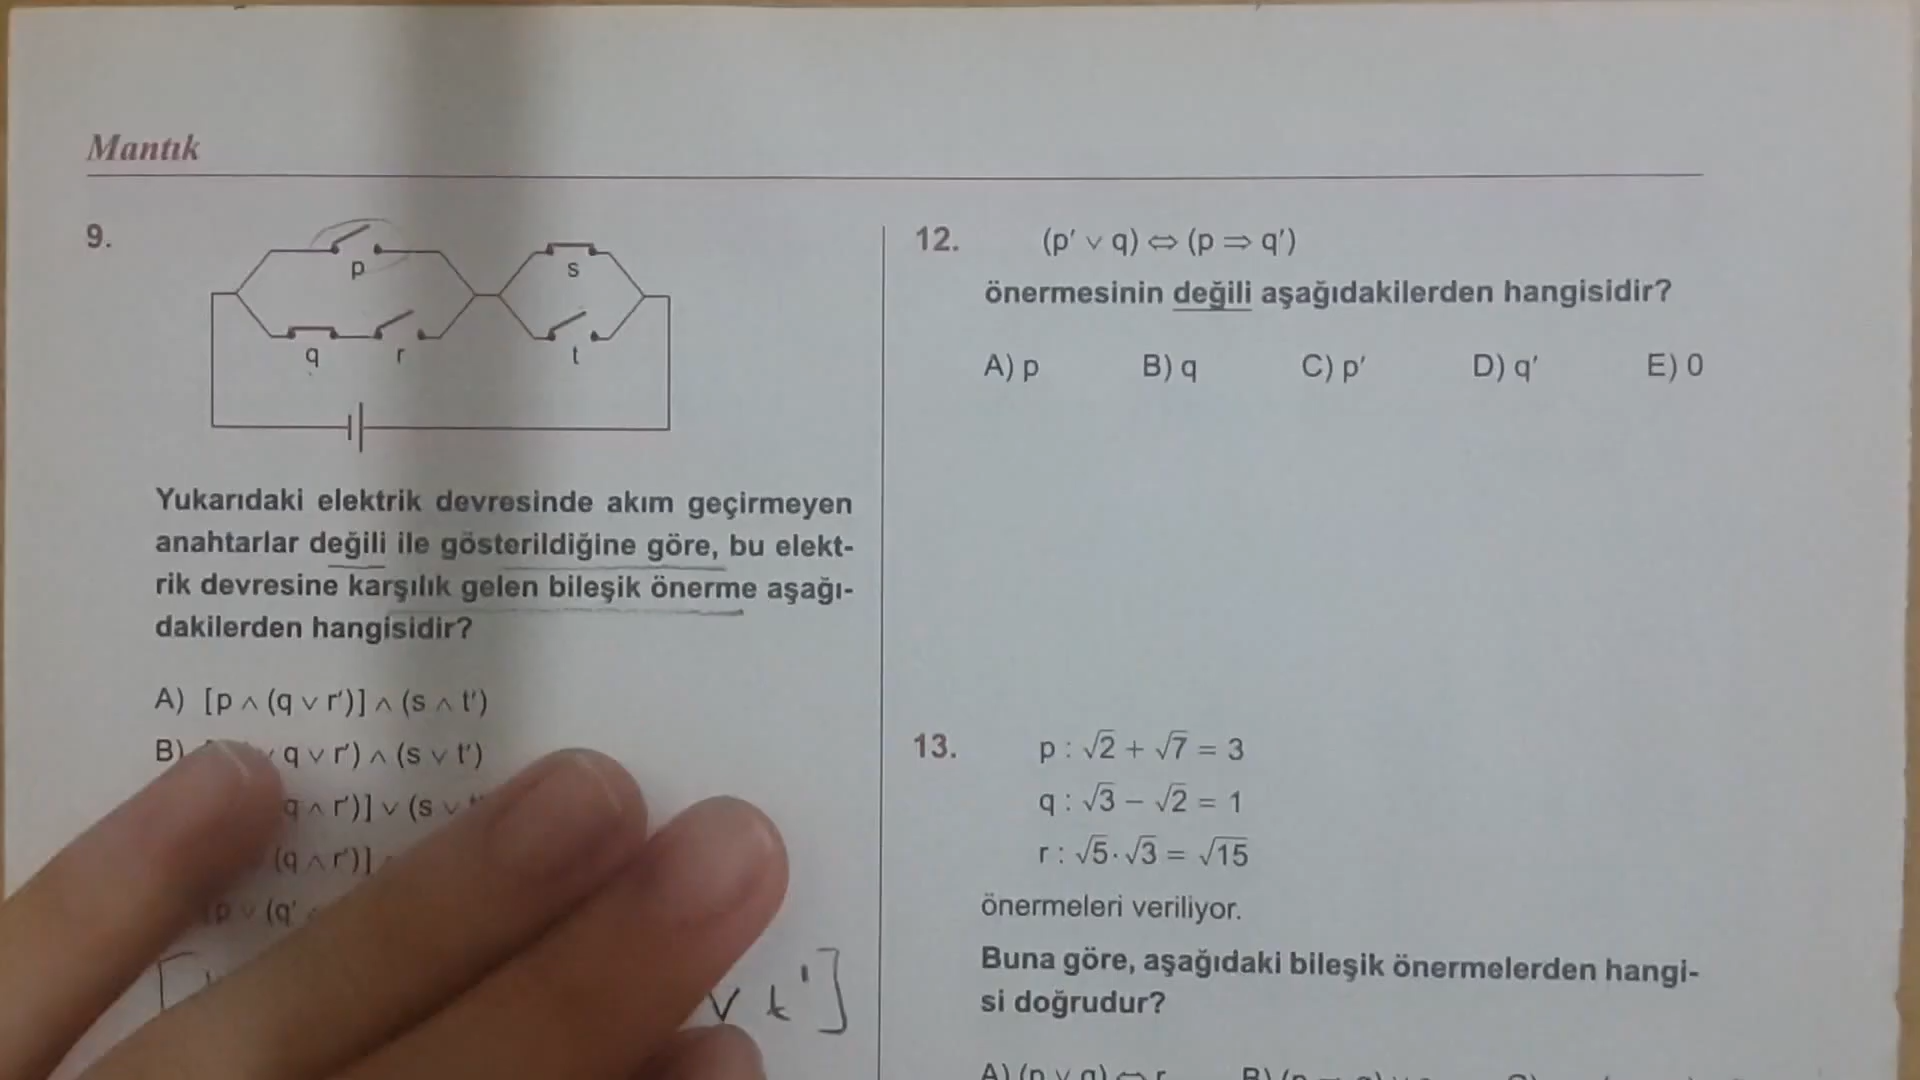 Mantık
9.
p
s
q
r
t
Yukarıdaki elektrik devresinde akım geçirmeyen
anahtarlar değili ile gösterildiğine göre, bu elekt-
rik devresine karşılık gelen bileşik önerme aşağı-
dakilerden hangisidir?
A) [p ∧ (q ∨ r')] ∧ (s ∧ t')
B) q ∨ r') ∧ (s ∨ t')
q ∧ r')] ∨ (s ∨
(q ∧ r')]
p ∨ (q'
∨ t']
12. (p' ∨ q) ⇔ (p ⇒ q')
önermesinin değili aşağıdakilerden hangisidir?
A) p B) q C) p' D) q' E) 0
13. p : √2 + √7 = 3
q : √3 − √2 = 1
r : √5 · √3 = √15
önermeleri veriliyor.
Buna göre, aşağıdaki bileşik önermelerden hangi-
si doğrudur?
A) (p ∨ q) ⇔ r B)